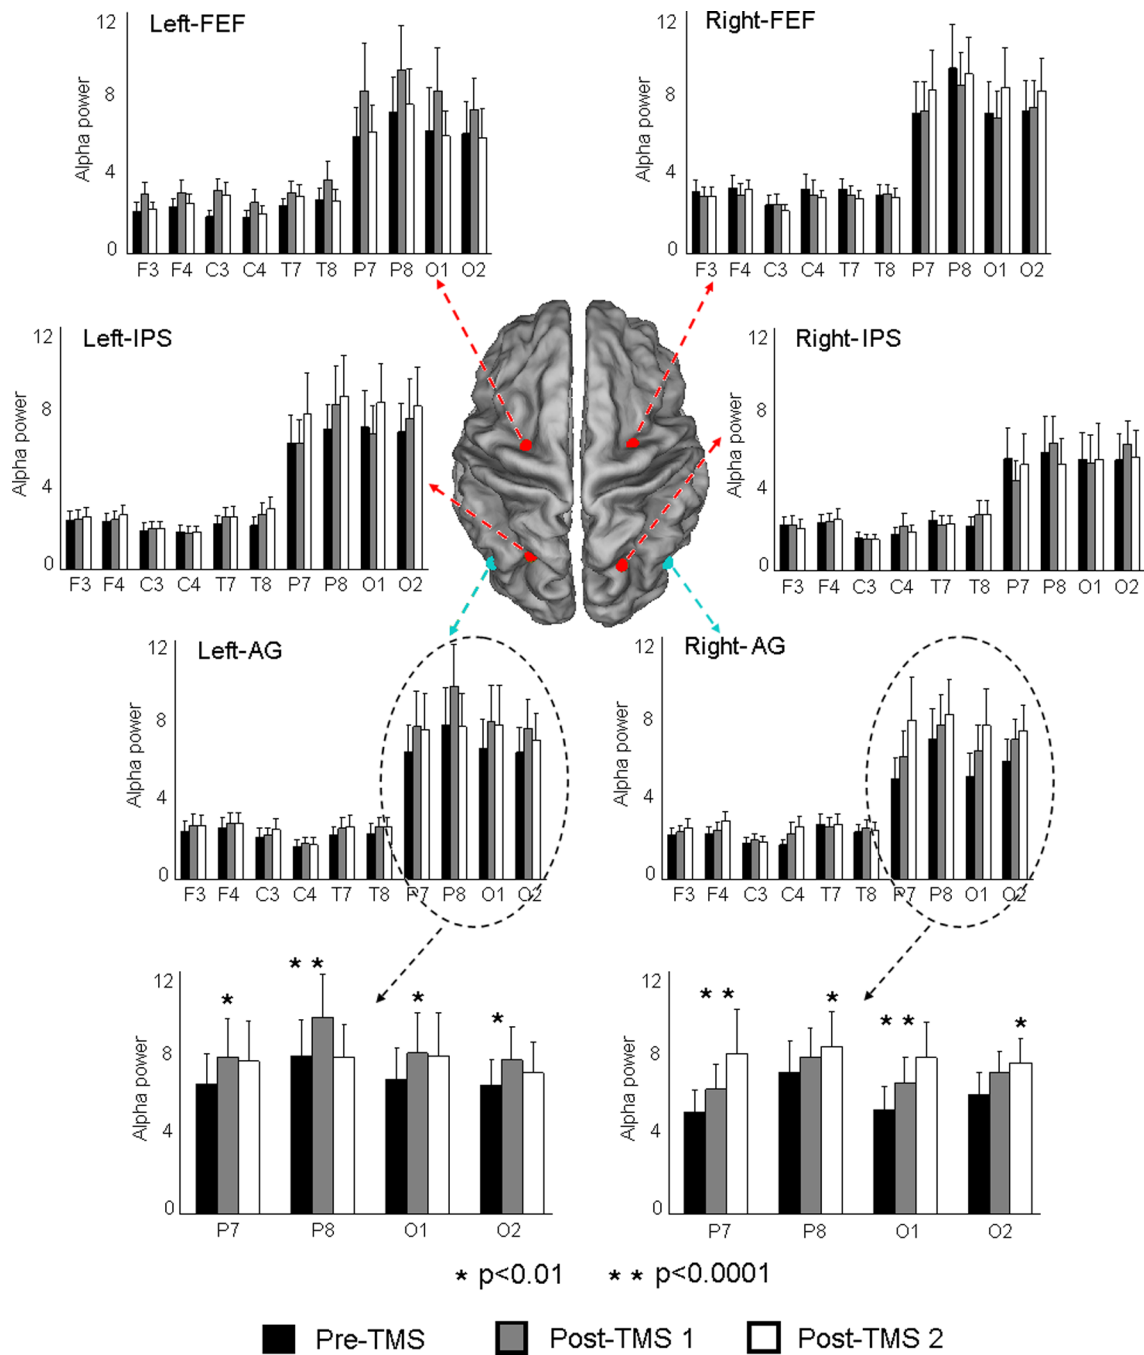 Left-FEF
Alpha power
12
8
4
0
F3 F4 C3 C4 T7 T8 P7 P8 O1 O2
Right-FEF
Alpha power
12
8
4
0
F3 F4 C3 C4 T7 T8 P7 P8 O1 O2
Left-IPS
12
8
4
0
F3 F4 C3 C4 T7 T8 P7 P8 O1 O2
Right-IPS
Alpha power
12
8
4
0
F3 F4 C3 C4 T7 T8 P7 P8 O1 O2
Left-AG
Alpha power
12
8
4
0
F3 F4 C3 C4 T7 T8 P7 P8 O1 O2
Right-AG
Alpha power
12
8
4
0
F3 F4 C3 C4 T7 T8 P7 P8 O1 O2
Alpha power
12
8
4
0
* ** * *
P7 P8 O1 O2
Alpha power
12
8
4
0
** * ** *
P7 P8 O1 O2
* p<0.01 ** p<0.0001
Pre-TMS Post-TMS 1 Post-TMS 2